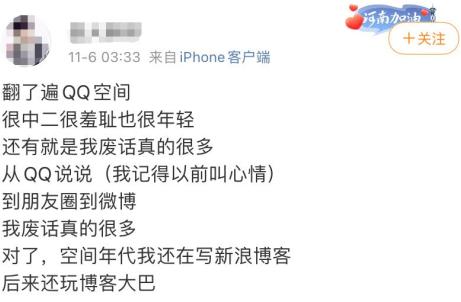 河南加油
11-6 03:33 来自iPhone客户端
+关注
翻了遍QQ空间
很中二很羞耻也很年轻
还有就是我废话真的很多
从QQ说说（我记得以前叫心情）
到朋友圈到微博
我废话真的很多
对了，空间年代我还在写新浪博客
后来还玩博客大巴